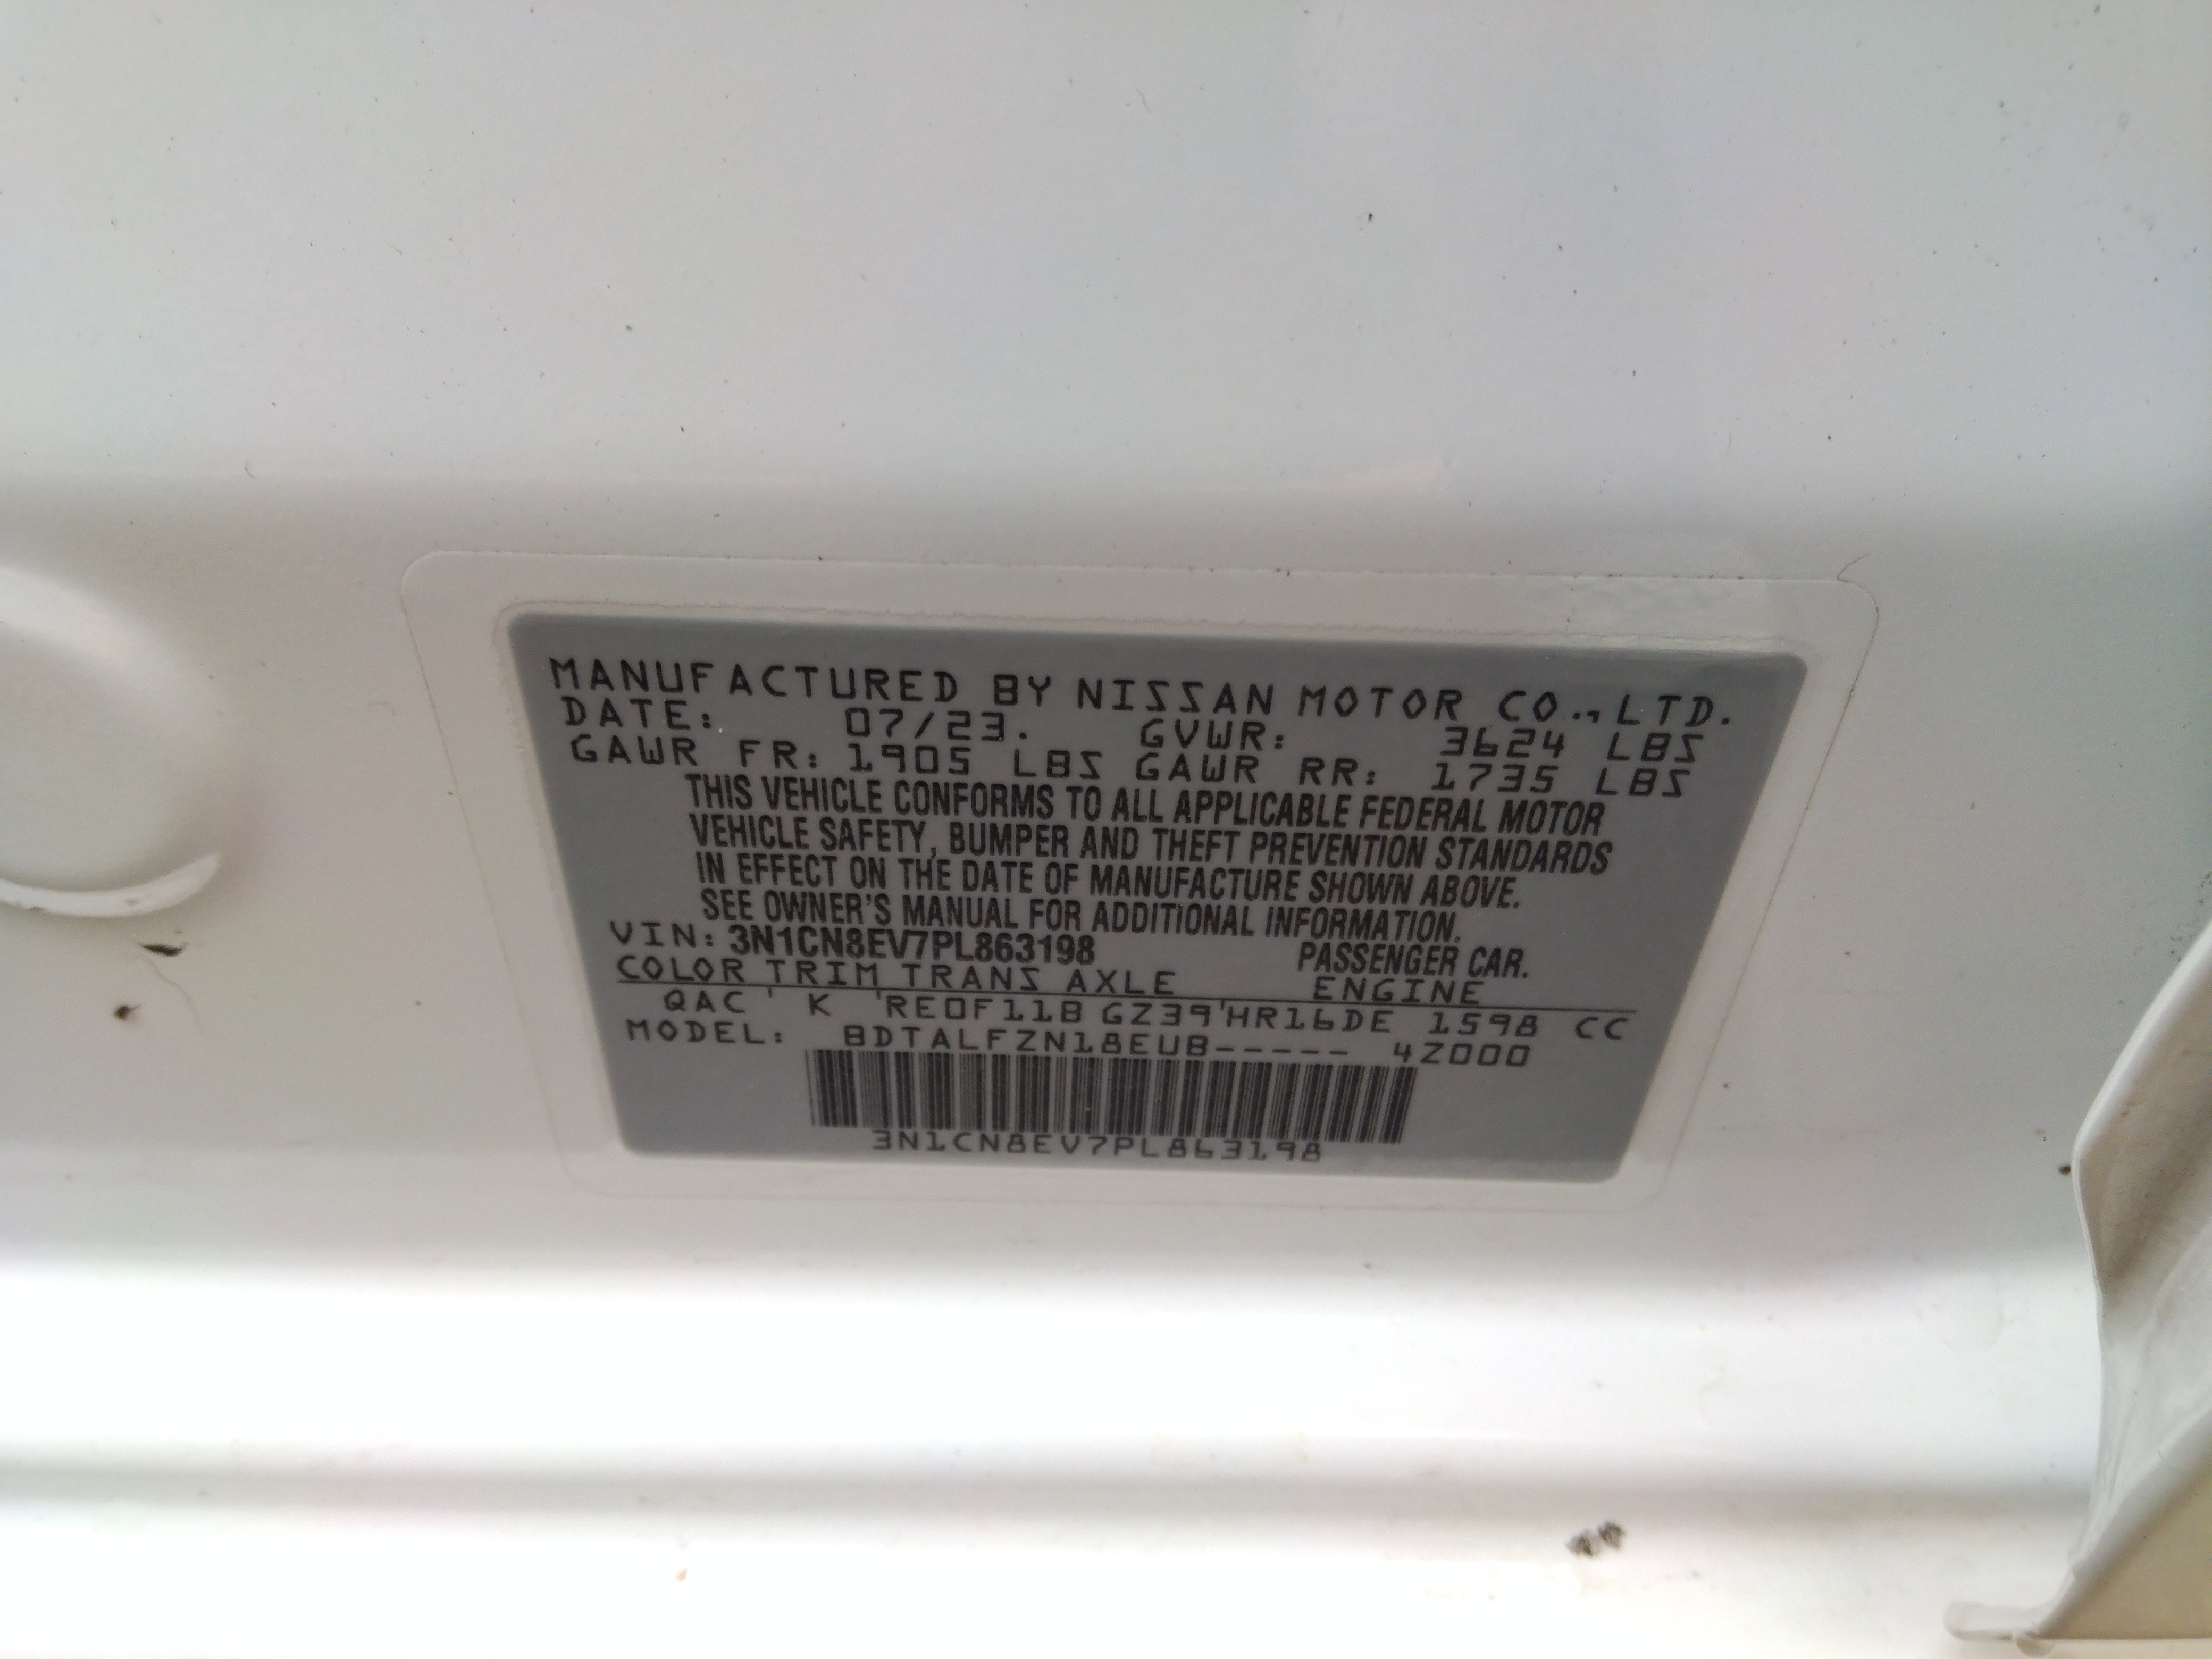 MANUFACTURED BY NISSAN MOTOR CO., LTD.
DATE: 07/23. GVWR: 3624 LBS
GAWR FR: 1905 LBS GAWR RR: 1735 LBS
THIS VEHICLE CONFORMS TO ALL APPLICABLE FEDERAL MOTOR
VEHICLE SAFETY, BUMPER AND THEFT PREVENTION STANDARDS
IN EFFECT ON THE DATE OF MANUFACTURE SHOWN ABOVE.
SEE OWNER'S MANUAL FOR ADDITIONAL INFORMATION.
VIN: 3N1CN8EV7PL863198 PASSENGER CAR.
COLOR TRIM TRANS AXLE ENGINE
QAC ' K 'RE0F11B GZ39'HR16DE 1598 CC
MODEL: BDTALFZN18EUB----- 4Z000
3N1CN8EV7PL863198